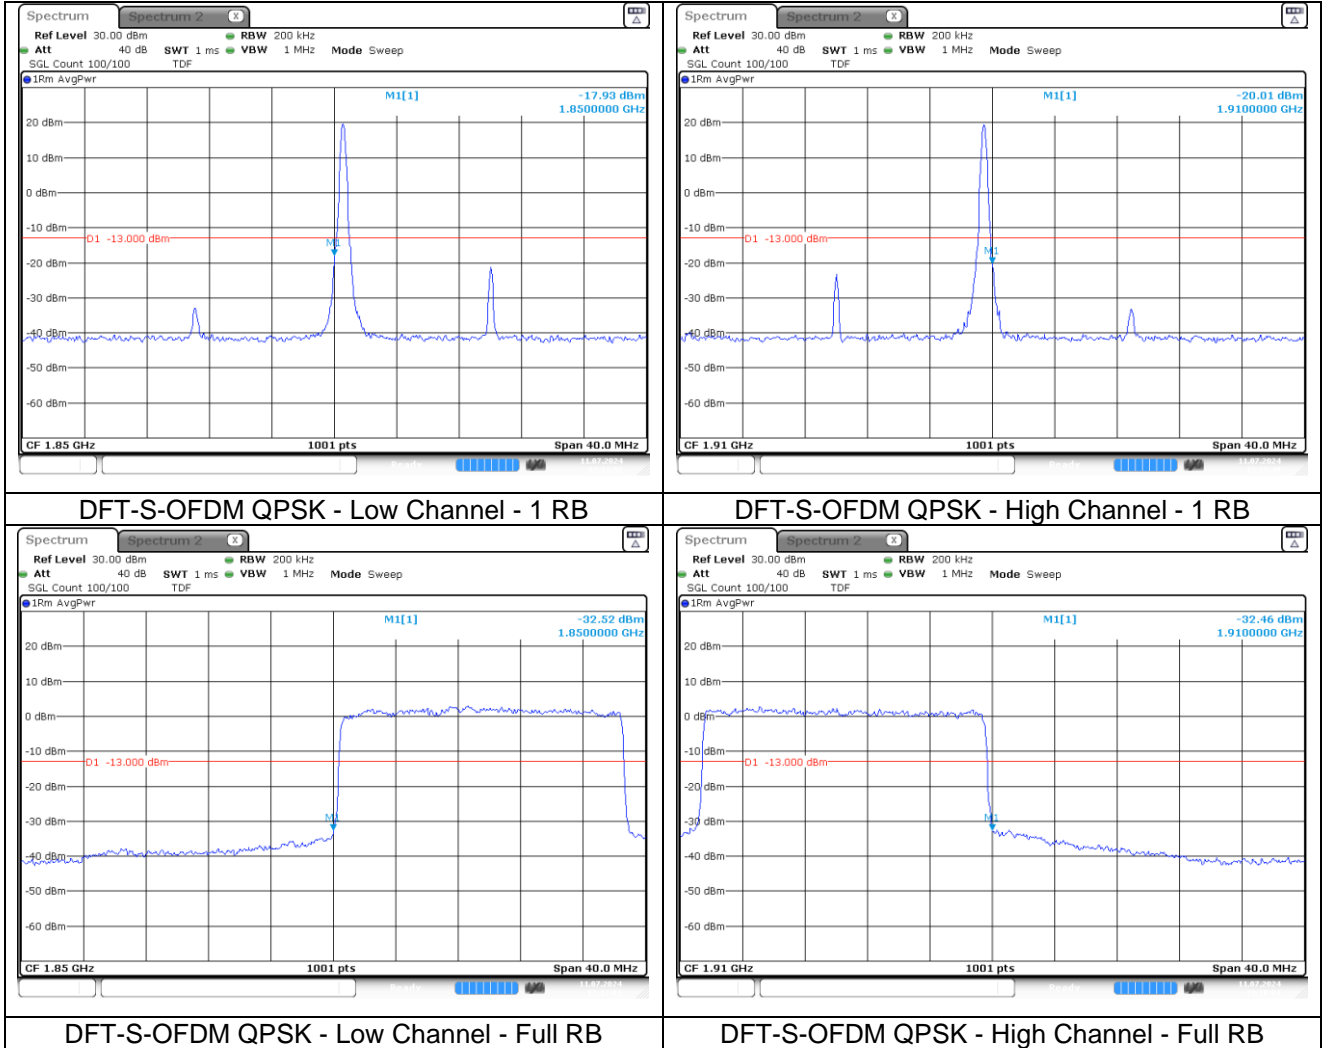 Spectrum Spectrum 2 X
Ref Level 30.00 dBm RBW 200 kHz
Att 40 dB SWT 1 ms VBW 1 MHz Mode Sweep
SGL Count 100/100 TDF
1Rm AvgPwr
M1[1] -17.93 dBm
1.8500000 GHz
20 dBm
10 dBm
0 dBm
-10 dBm
D1 -13.000 dBm
M1
-20 dBm
-30 dBm
-40 dBm
-50 dBm
-60 dBm
CF 1.85 GHz 1001 pts Span 40.0 MHz
Ready 11.07.2024
DFT-S-OFDM QPSK - Low Channel - 1 RB
Spectrum Spectrum 2 X
Ref Level 30.00 dBm RBW 200 kHz
Att 40 dB SWT 1 ms VBW 1 MHz Mode Sweep
SGL Count 100/100 TDF
1Rm AvgPwr
M1[1] -20.01 dBm
1.9100000 GHz
20 dBm
10 dBm
0 dBm
-10 dBm
D1 -13.000 dBm
M1
-20 dBm
-30 dBm
-40 dBm
-50 dBm
-60 dBm
CF 1.91 GHz 1001 pts Span 40.0 MHz
Ready 11.07.2024
DFT-S-OFDM QPSK - High Channel - 1 RB
Spectrum Spectrum 2 X
Ref Level 30.00 dBm RBW 200 kHz
Att 40 dB SWT 1 ms VBW 1 MHz Mode Sweep
SGL Count 100/100 TDF
1Rm AvgPwr
M1[1] -32.52 dBm
1.8500000 GHz
20 dBm
10 dBm
0 dBm
-10 dBm
D1 -13.000 dBm
-20 dBm
-30 dBm
M1
-40 dBm
-50 dBm
-60 dBm
CF 1.85 GHz 1001 pts Span 40.0 MHz
Ready 11.07.2024
DFT-S-OFDM QPSK - Low Channel - Full RB
Spectrum Spectrum 2 X
Ref Level 30.00 dBm RBW 200 kHz
Att 40 dB SWT 1 ms VBW 1 MHz Mode Sweep
SGL Count 100/100 TDF
1Rm AvgPwr
M1[1] -32.46 dBm
1.9100000 GHz
20 dBm
10 dBm
0 dBm
-10 dBm
D1 -13.000 dBm
-20 dBm
-30 dBm
M1
-40 dBm
-50 dBm
-60 dBm
CF 1.91 GHz 1001 pts Span 40.0 MHz
Ready 11.07.2024
DFT-S-OFDM QPSK - High Channel - Full RB